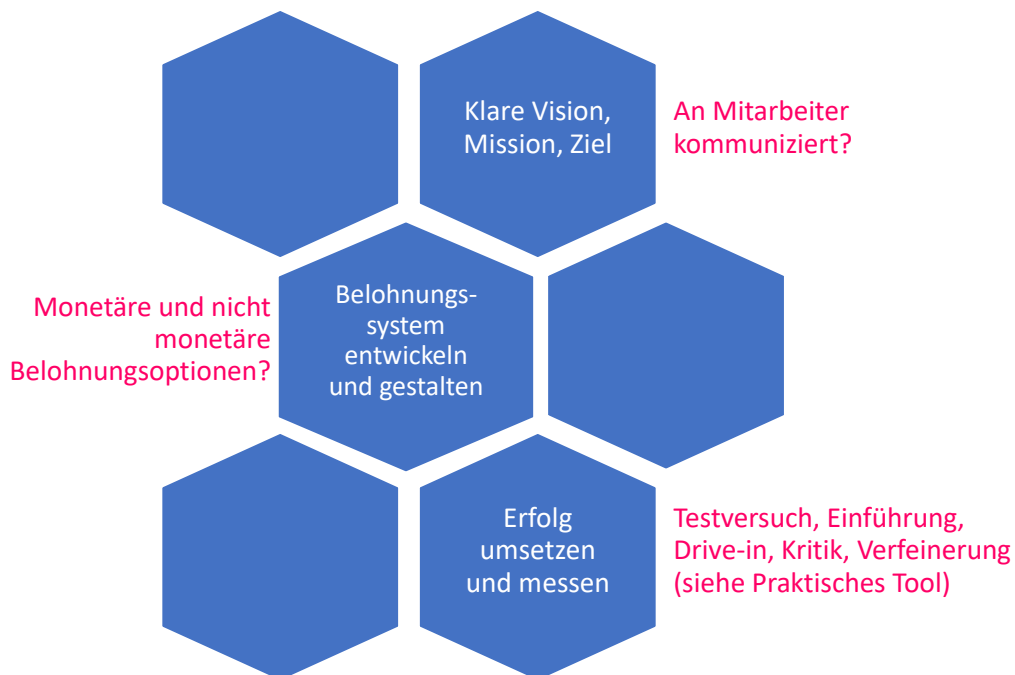 Klare Vision,
Mission, Ziel
An Mitarbeiter
kommuniziert?
Monetäre und nicht
monetäre
Belohnungsoptionen?
Belohnungs-
system
entwickeln
und gestalten
Erfolg
umsetzen
und messen
Testversuch, Einführung,
Drive-in, Kritik, Verfeinerung
(siehe Praktisches Tool)